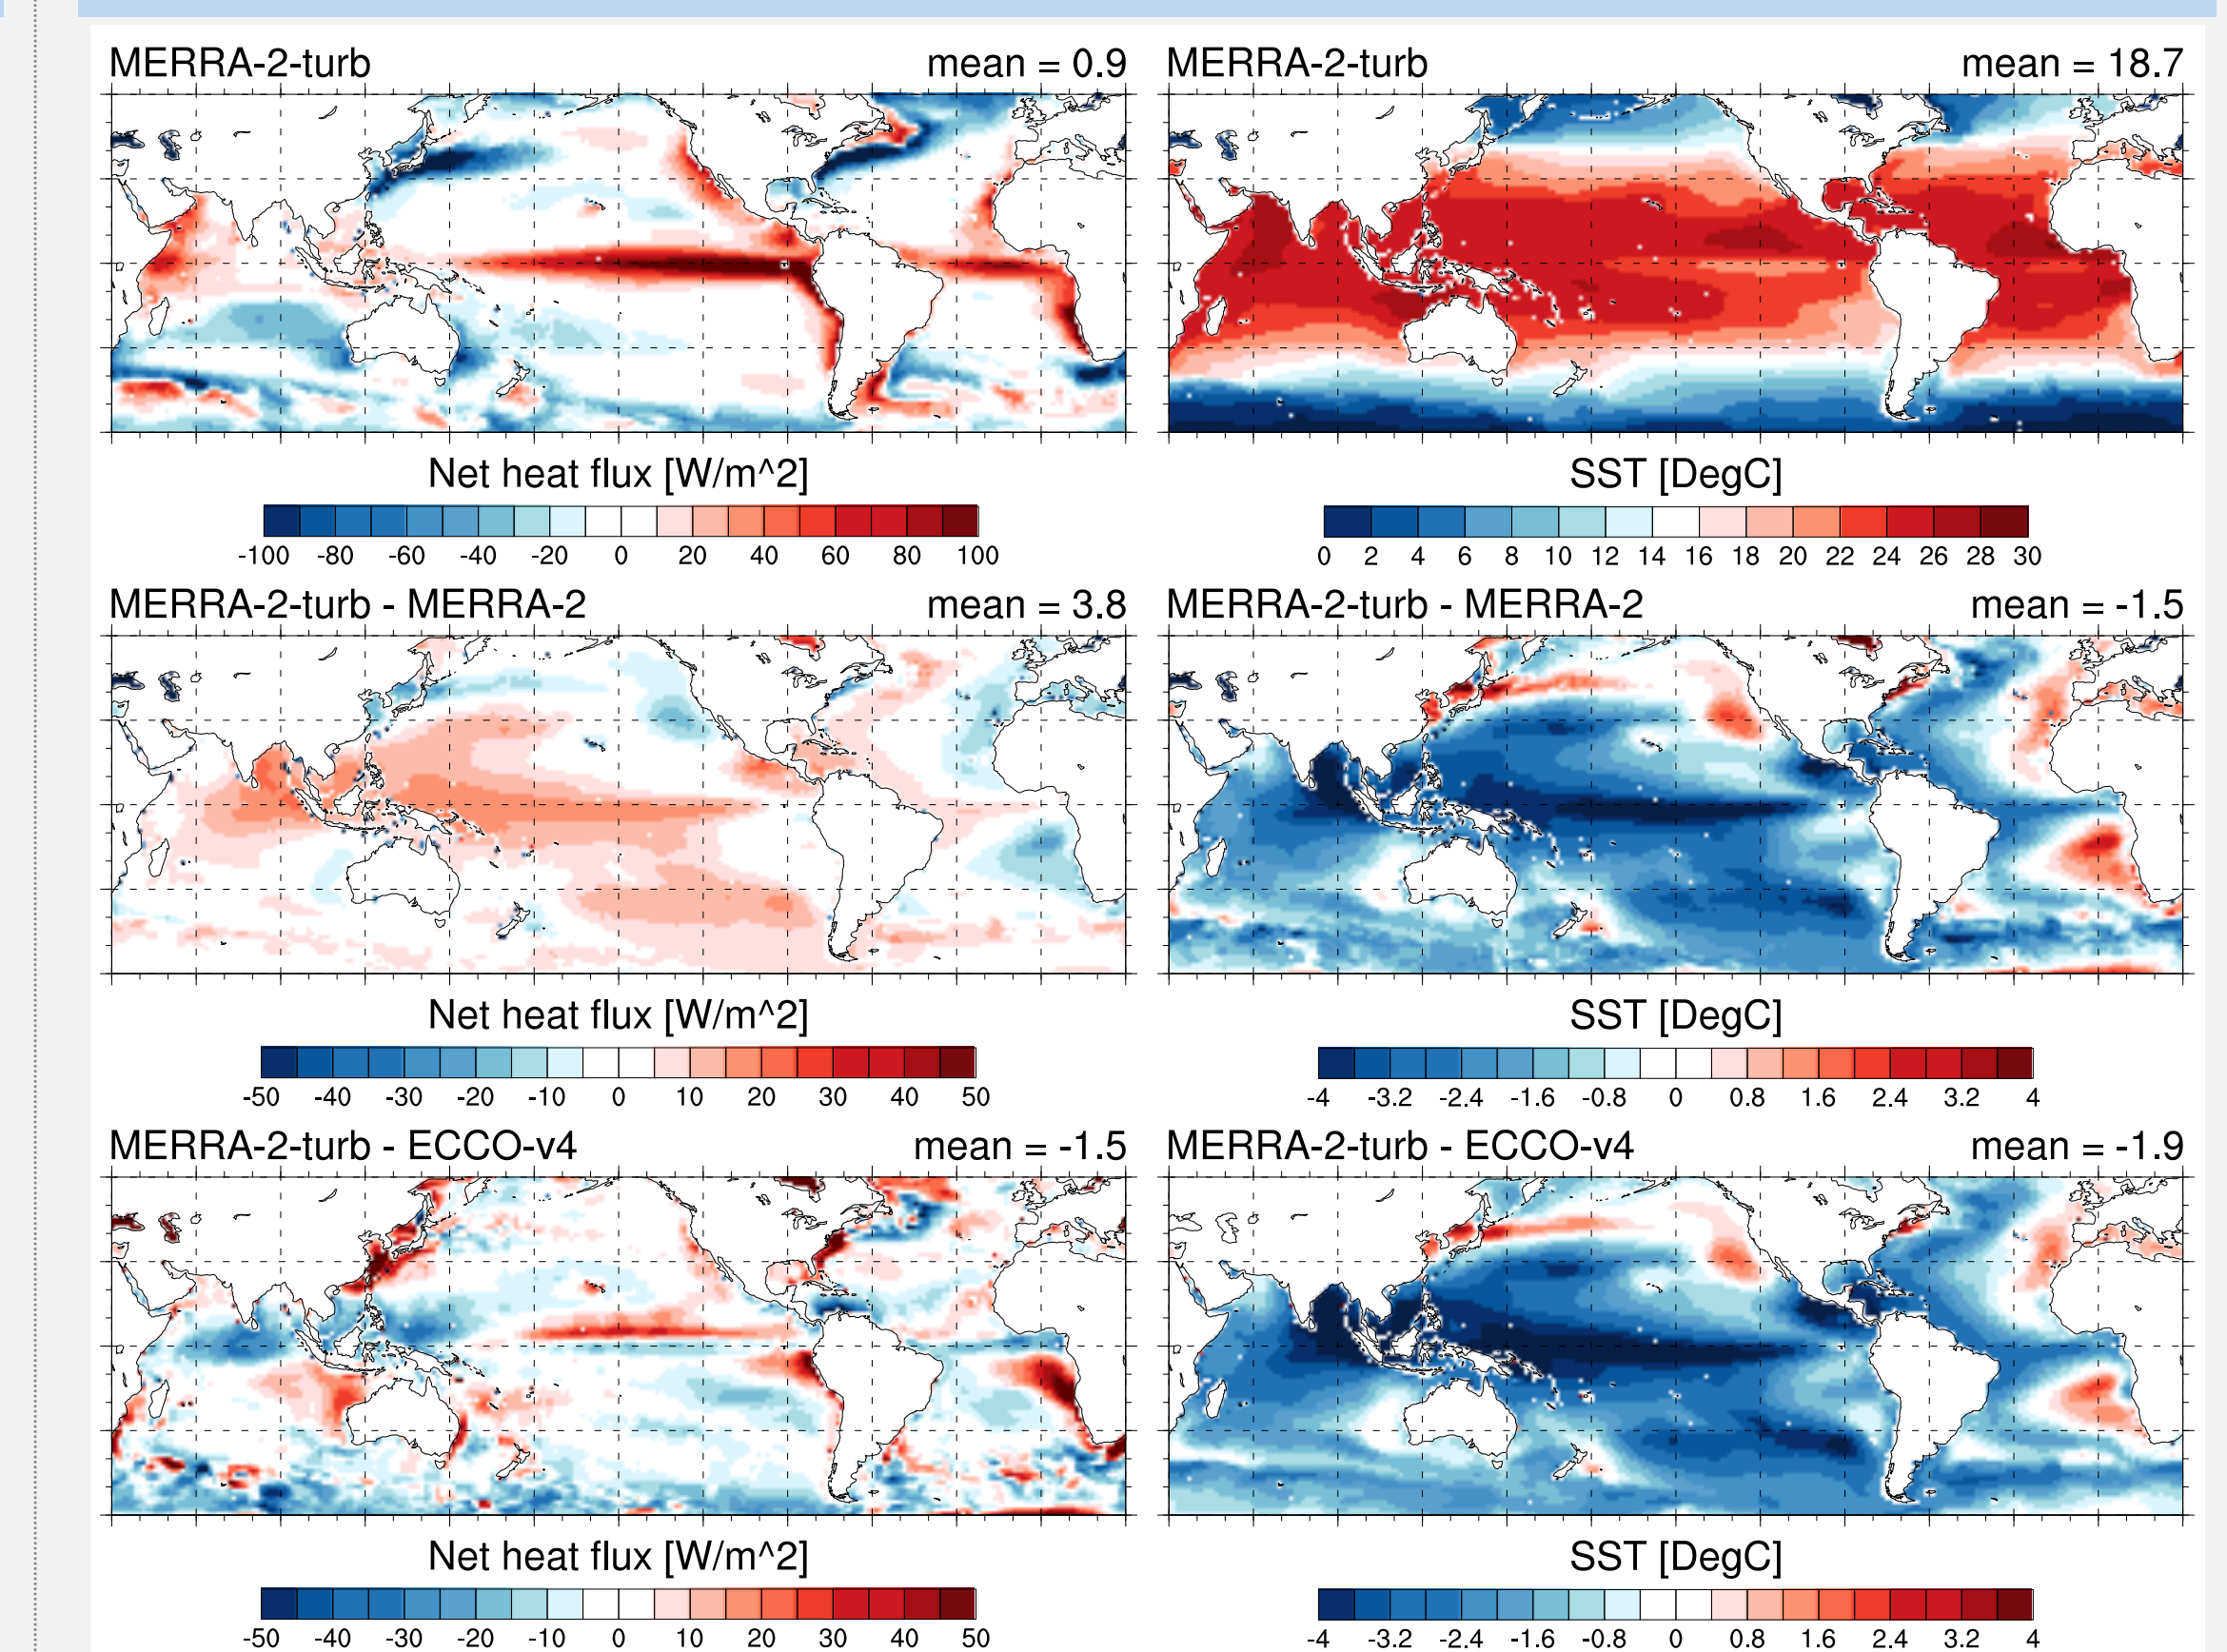 MERRA-2-turb mean = 0.9
MERRA-2-turb mean = 18.7
Net heat flux [W/m^2]
-100 -80 -60 -40 -20 0 20 40 60 80 100
SST [DegC]
0 2 4 6 8 10 12 14 16 18 20 22 24 26 28 30
MERRA-2-turb - MERRA-2 mean = 3.8
MERRA-2-turb - MERRA-2 mean = -1.5
Net heat flux [W/m^2]
-50 -40 -30 -20 -10 0 10 20 30 40 50
SST [DegC]
-4 -3.2 -2.4 -1.6 -0.8 0 0.8 1.6 2.4 3.2 4
MERRA-2-turb - ECCO-v4 mean = -1.5
MERRA-2-turb - ECCO-v4 mean = -1.9
Net heat flux [W/m^2]
-50 -40 -30 -20 -10 0 10 20 30 40 50
SST [DegC]
-4 -3.2 -2.4 -1.6 -0.8 0 0.8 1.6 2.4 3.2 4